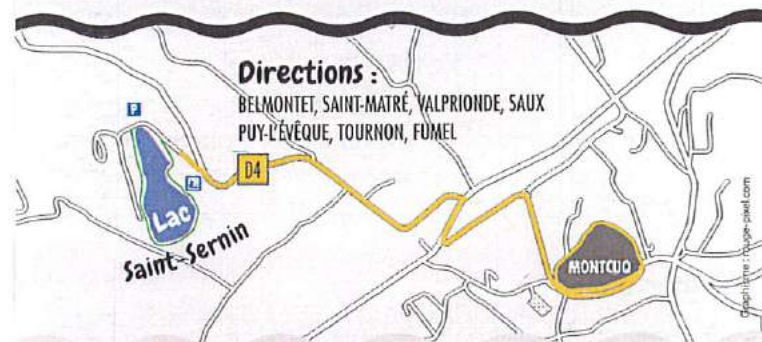 Directions :
BELMONTET, SAINT-MATRÉ, VALPRIONDE, SAUX
PUY-L'ÉVÊQUE, TOURNON, FUMEL
P
D4
Lac
Saint-Sernin
MONTCUQ
Graphisme : rouge-pixel.com